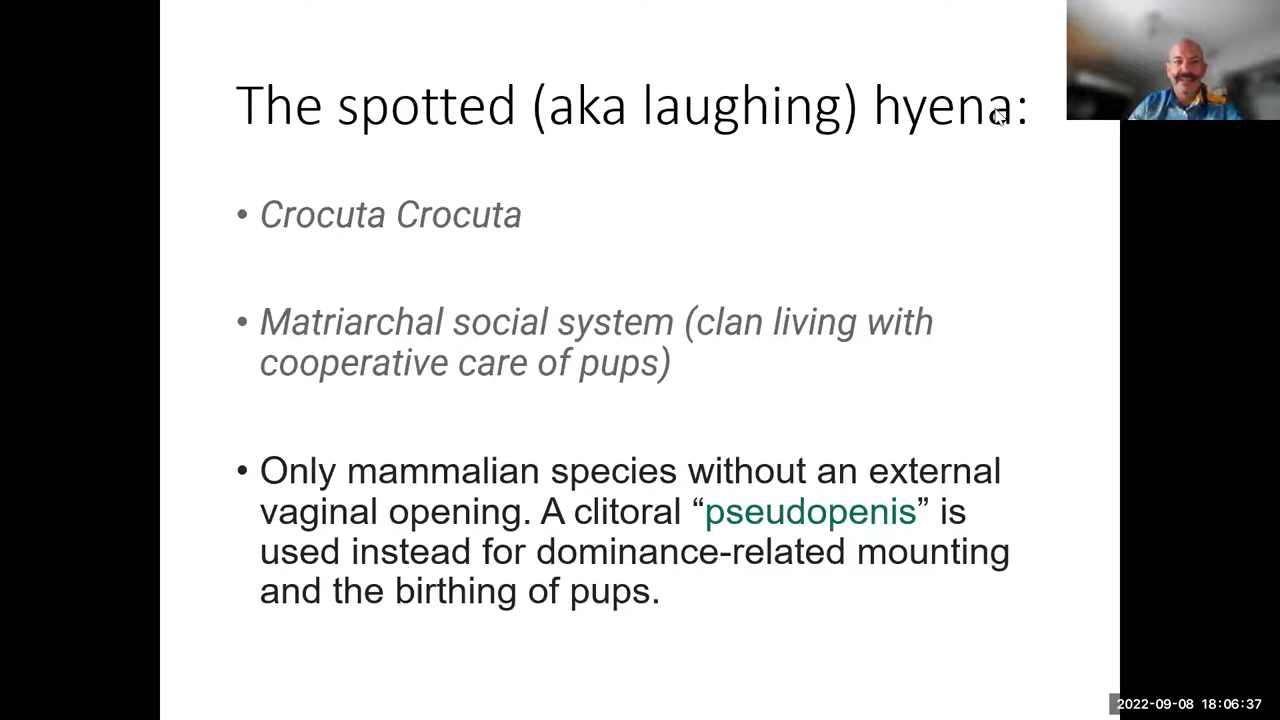 The spotted (aka laughing) hyena:
• Crocuta Crocuta
• Matriarchal social system (clan living with
cooperative care of pups)
• Only mammalian species without an external
vaginal opening. A clitoral “pseudopenis” is
used instead for dominance-related mounting
and the birthing of pups.
2022-09-08 18:06:37